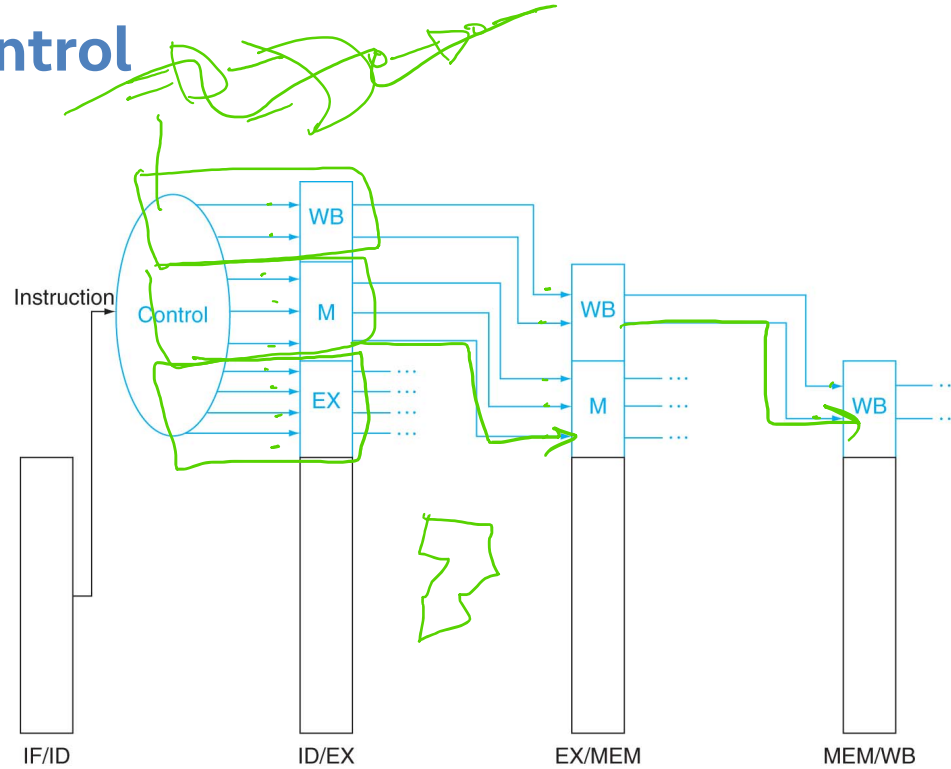 ntrol
WB
Instruction
Control
M
EX
...
...
...
...
WB
M
...
...
...
WB
..
..
IF/ID
ID/EX
EX/MEM
MEM/WB